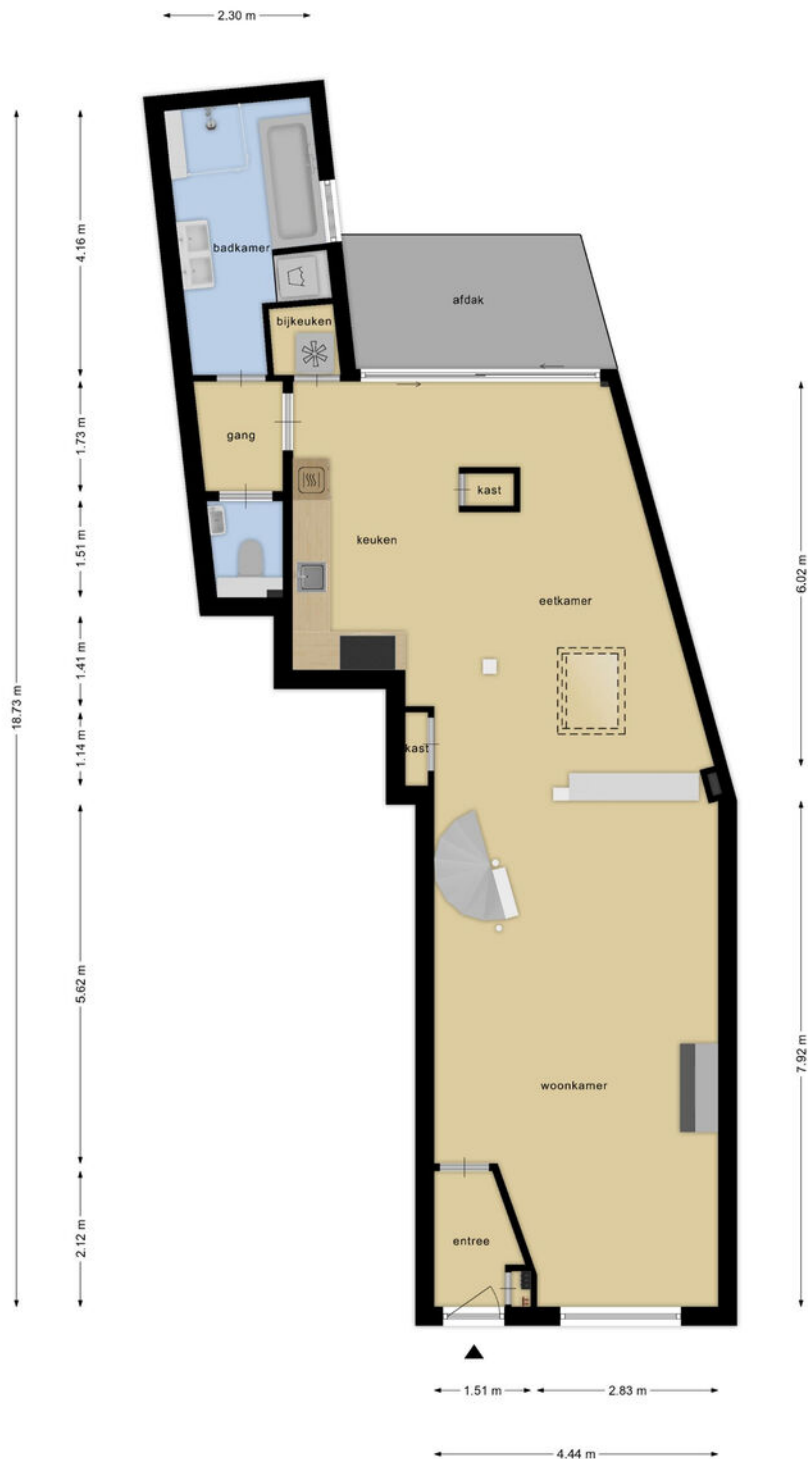 2.30 m
18.73 m
4.16 m
1.73 m
1.51 m
1.41 m
1.14 m
5.62 m
2.12 m
badkamer
bijkeuken
afdak
gang
kast
keuken
eetkamer
kast
woonkamer
entree
6.02 m
7.92 m
1.51 m
2.83 m
4.44 m